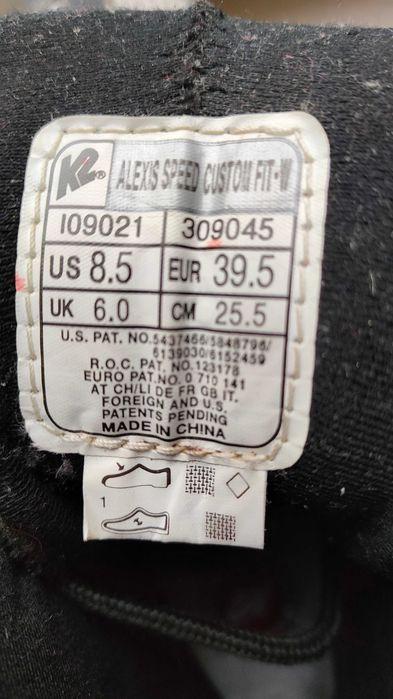 K2® ALEXIS SPEED CUSTOM FIT-W
I09021 309045
US 8.5 EUR 39.5
UK 6.0 CM 25.5
U.S. PAT. NO.5437466/5848796/
6139030/6152459
R.O.C. PAT. NO.123178
EURO PAT.NO. 0 710 141
AT CH/LI DE FR GB IT.
FOREIGN AND U.S.
PATENTS PENDING
MADE IN CHINA
1